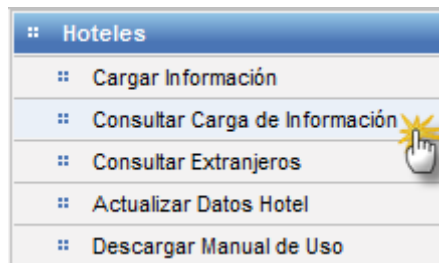 Hoteles
Cargar Información
Consultar Carga de Información
Consultar Extranjeros
Actualizar Datos Hotel
Descargar Manual de Uso